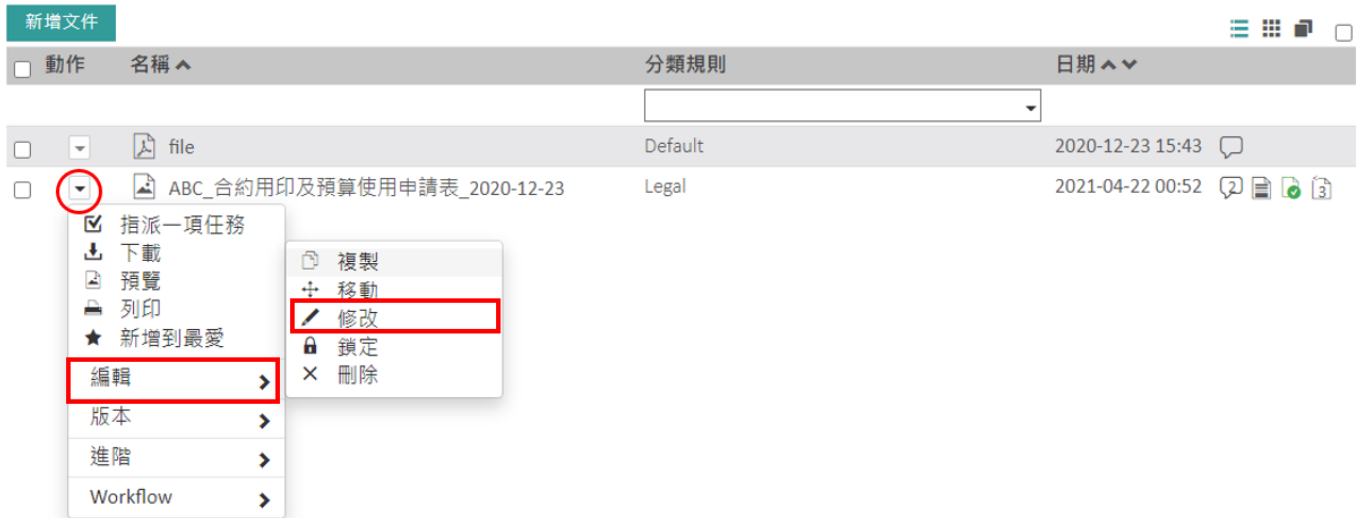 新增文件
動作 名稱 分類規則 日期
file Default 2020-12-23 15:43
ABC_合約用印及預算使用申請表_2020-12-23 Legal 2021-04-22 00:52 2 3
指派一項任務
下載
預覽
列印
新增到最愛
編輯
版本
進階
Workflow
複製
移動
修改
鎖定
刪除